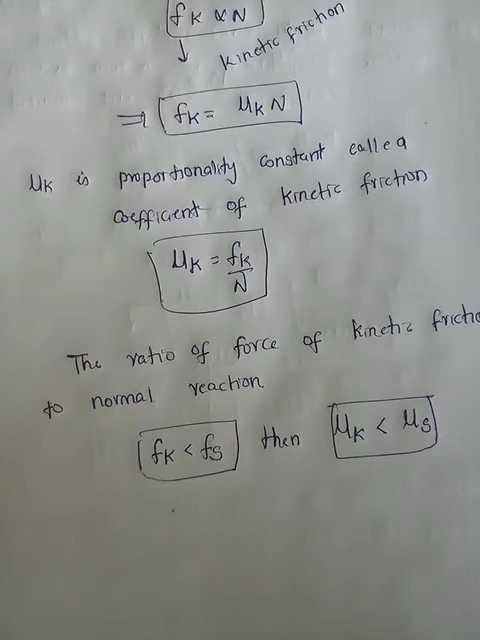 fK ∝ N
↓ kinetic friction
⇒ fK = μK N
μK is proportionality constant called
coefficient of kinetic friction
μK = fK/N
The ratio of force of kinetic frictio
to normal reaction
fK < fS then μK < μS